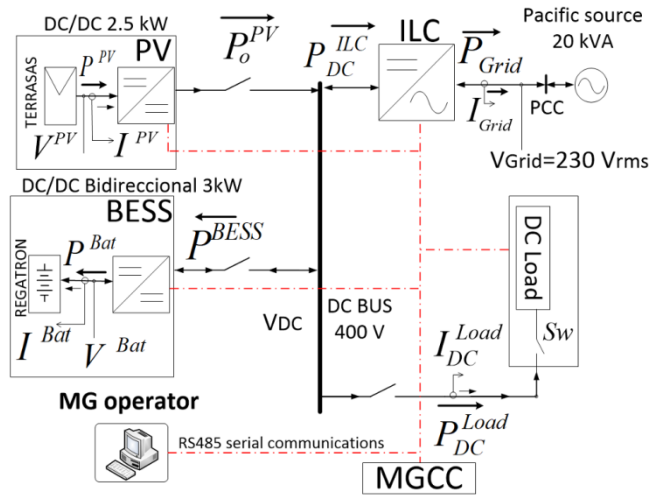 DC/DC 2.5 kW
PV
TERRASAS
P^PV
V^PV
I^PV
P_o^PV
P_DC^ILC
ILC
P_Grid
I_Grid
Pacific source
20 kVA
PCC
VGrid=230 Vrms
DC/DC Bidireccional 3kW
BESS
REGATRON
P^Bat
I^Bat
V^Bat
P^BESS
VDC
DC BUS
400 V
DC Load
Sw
I_DC^Load
P_DC^Load
MG operator
RS485 serial communications
MGCC